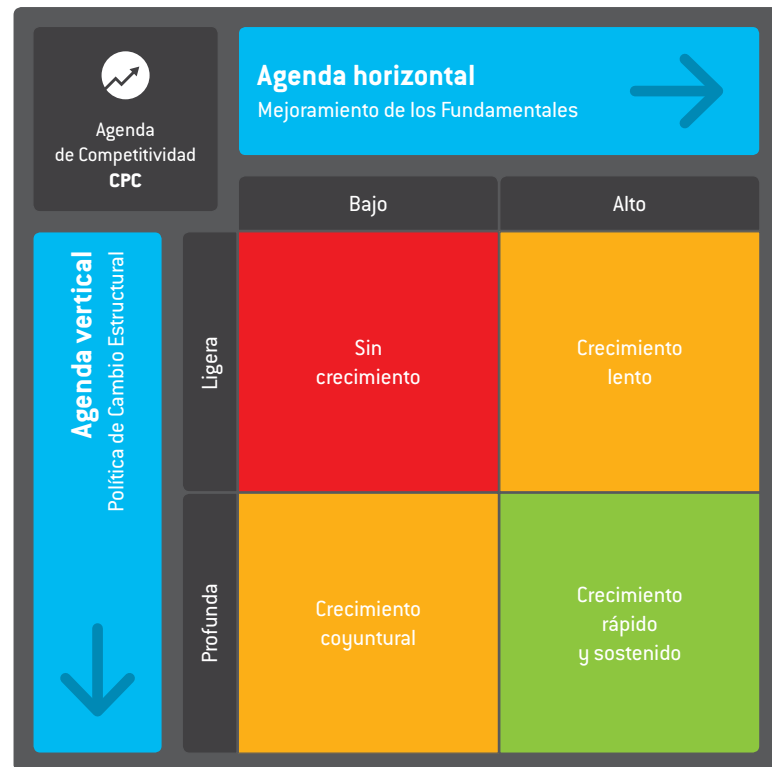 Agenda
de Competitividad
CPC
Agenda horizontal
Mejoramiento de los Fundamentales
Bajo
Alto
Agenda vertical
Política de Cambio Estructural
Ligera
Sin
crecimiento
Crecimiento
lento
Profunda
Crecimiento
coyuntural
Crecimiento
rápido
y sostenido